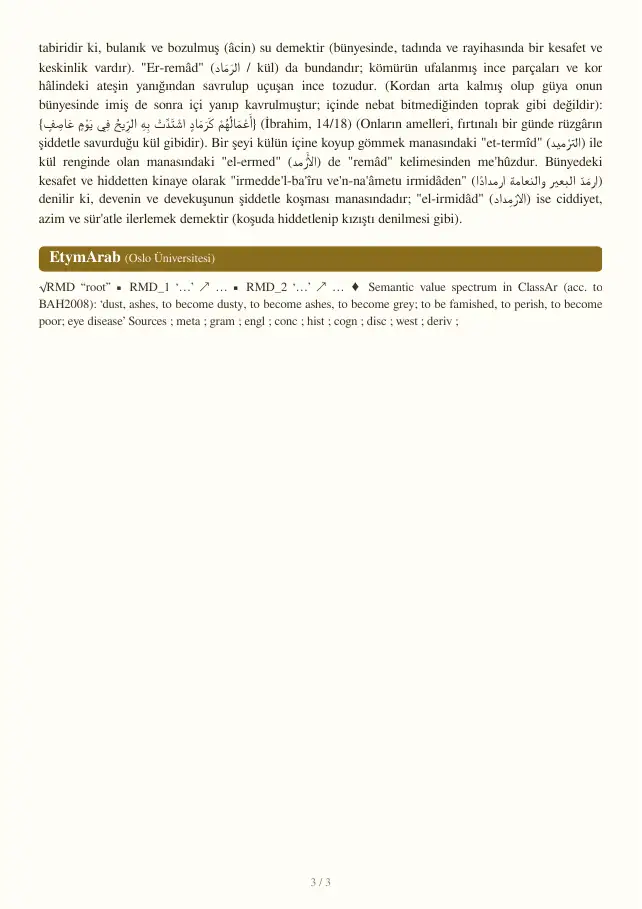 tabiridir ki, bulanık ve bozulmuş (âcin) su demektir (bünyesinde, tadında ve rayihasında bir kesafet ve
keskinlik vardır). "Er-remâd" (الرَمَاد / kül) da bundandır; kömürün ufalanmış ince parçaları ve kor
hâlindeki ateşin yanığından savrulup uçuşan ince tozudur. (Kordan arta kalmış olup güya onun
bünyesinde imiş de sonra içi yanıp kavrulmuştur; içinde nebat bitmediğinden toprak gibi değildir):
{أَعْمَالُهُمْ كَرَمَادٍ اشْتَدَّتْ بِهِ الرِّيحُ فِي يَوْمٍ عَاصِفٍ} (İbrahim, 14/18) (Onların amelleri, fırtınalı bir günde rüzgârın
şiddetle savurduğu kül gibidir). Bir şeyi külün içine koyup gömmek manasındaki "et-termîd" (الترْميد) ile
kül renginde olan manasındaki "el-ermed" (الأَرْمد) de "remâd" kelimesinden me'hûzdur. Bünyedeki
kesafet ve hiddetten kinaye olarak "irmedde'l-ba'îru ve'n-na'âmetu irmidâden" (ارمَدّ البعير والنعامة ارمدادًا)
denilir ki, devenin ve devekuşunun şiddetle koşması manasındadır; "el-irmidâd" (الارْمِداد) ise ciddiyet,
azim ve sür'atle ilerlemek demektir (koşuda hiddetlenip kızıştı denilmesi gibi).
EtymArab (Oslo Üniversitesi)
√RMD “root” ▪ RMD_1 ‘…’ ↗ … ▪ RMD_2 ‘…’ ↗ … ♦ Semantic value spectrum in ClassAr (acc. to
BAH2008): ‘dust, ashes, to become dusty, to become ashes, to become grey; to be famished, to perish, to become
poor; eye disease’ Sources ; meta ; gram ; engl ; conc ; hist ; cogn ; disc ; west ; deriv ;
3 / 3